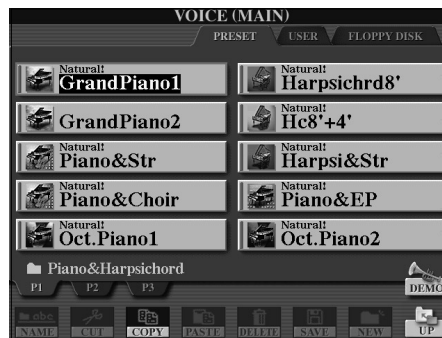 VOICE (MAIN)
PRESET USER FLOPPY DISK
Natural!
GrandPiano1
Natural!
Harpsichrd8'
GrandPiano2
Natural!
Hc8'+4'
Natural!
Piano&Str
Natural!
Harpsi&Str
Natural!
Piano&Choir
Natural!
Piano&EP
Natural!
Oct.Piano1
Natural!
Oct.Piano2
Piano&Harpsichord
P1 P2 P3
DEMO
abc
NAME CUT COPY PASTE DELETE SAVE NEW UP